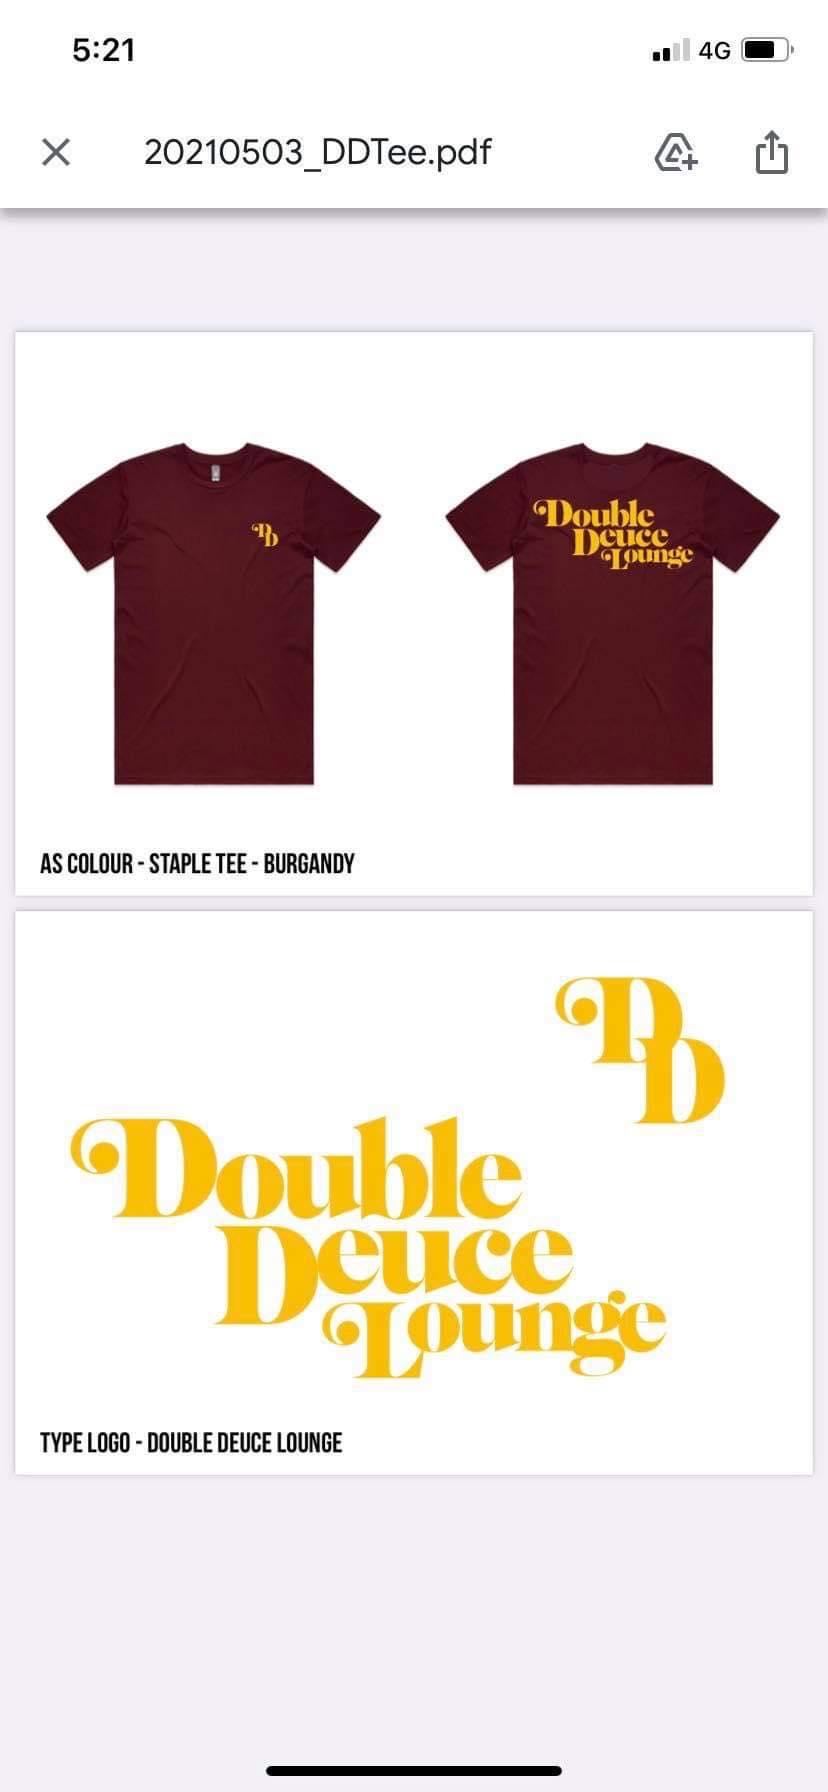 5:21
4G
20210503_DDTee.pdf
DD
Double
Deuce
Lounge
AS COLOUR - STAPLE TEE - BURGANDY
DD
Double
Deuce
Lounge
TYPE LOGO - DOUBLE DEUCE LOUNGE